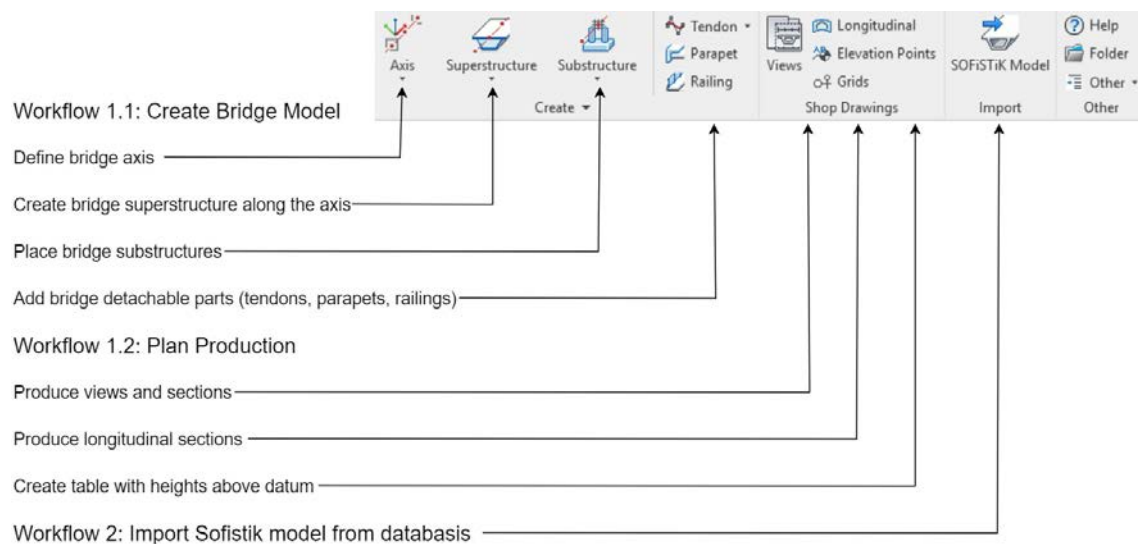 Axis
Superstructure
Substructure
Tendon
Parapet
Railing
Create
Views
Longitudinal
Elevation Points
Grids
Shop Drawings
SOFiSTiK Model
Import
Help
Folder
Other
Other
Workflow 1.1: Create Bridge Model
Define bridge axis
Create bridge superstructure along the axis
Place bridge substructures
Add bridge detachable parts (tendons, parapets, railings)
Workflow 1.2: Plan Production
Produce views and sections
Produce longitudinal sections
Create table with heights above datum
Workflow 2: Import Sofistik model from databasis